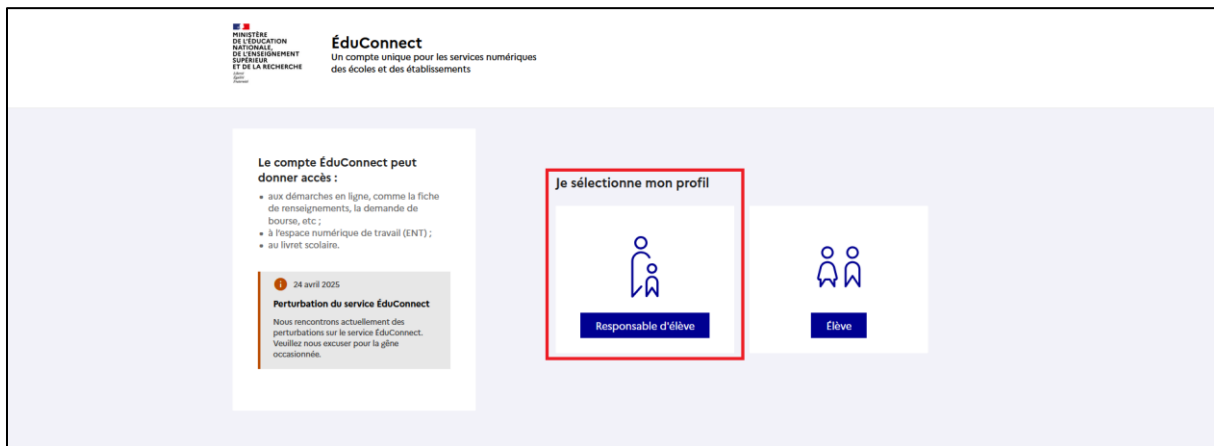 MINISTÈRE
DE L'ÉDUCATION
NATIONALE,
DE L'ENSEIGNEMENT
SUPÉRIEUR
ET DE LA RECHERCHE
Liberté
Égalité
Fraternité
ÉduConnect
Un compte unique pour les services numériques
des écoles et des établissements
Le compte ÉduConnect peut
donner accès :
aux démarches en ligne, comme la fiche
de renseignements, la demande de
bourse, etc ;
à l'espace numérique de travail (ENT) ;
au livret scolaire.
24 avril 2025
Perturbation du service ÉduConnect
Nous rencontrons actuellement des
perturbations sur le service ÉduConnect.
Veuillez nous excuser pour la gêne
occasionnée.
Je sélectionne mon profil
Responsable d'élève
Élève